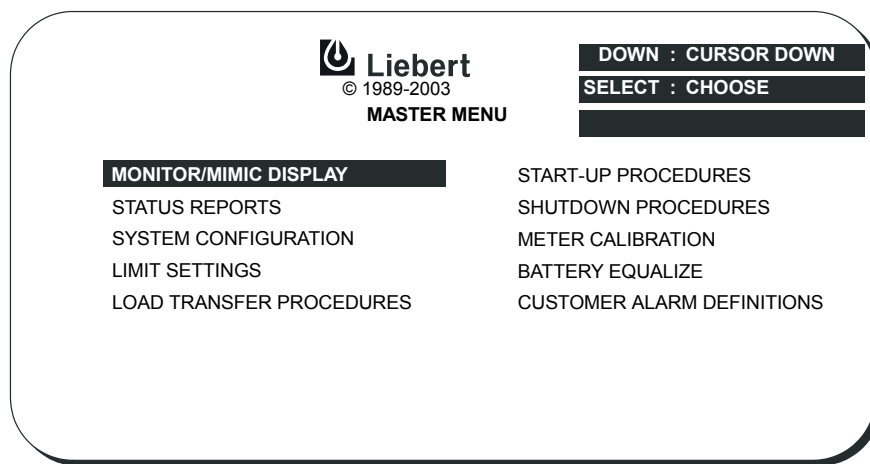 Liebert
© 1989-2003
MASTER MENU
DOWN : CURSOR DOWN
SELECT : CHOOSE
MONITOR/MIMIC DISPLAY
STATUS REPORTS
SYSTEM CONFIGURATION
LIMIT SETTINGS
LOAD TRANSFER PROCEDURES
START-UP PROCEDURES
SHUTDOWN PROCEDURES
METER CALIBRATION
BATTERY EQUALIZE
CUSTOMER ALARM DEFINITIONS